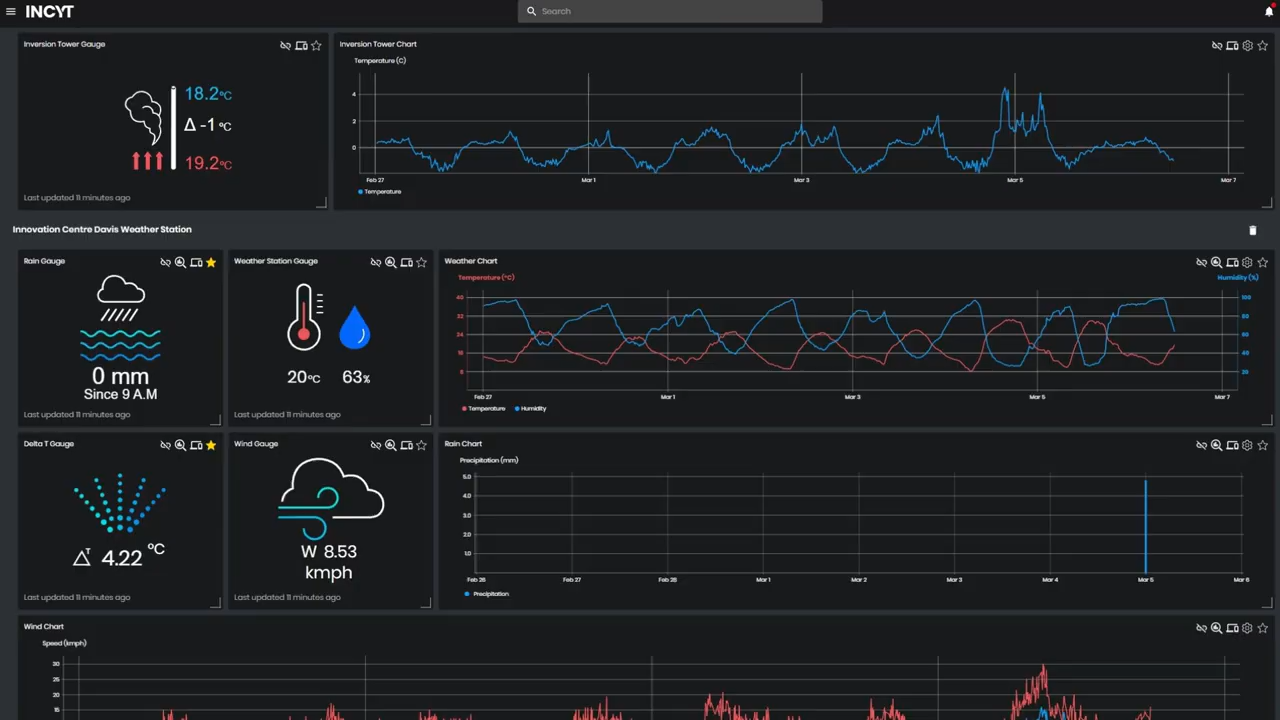 INCYT
Search
Inversion Tower Gauge
18.2°C
Δ -1 °C
19.2°C
Last updated 11 minutes ago
Inversion Tower Chart
Temperature (C)
4
2
0
Feb 27 Mar 1 Mar 3 Mar 5 Mar 7
Temperature
Innovation Centre Davis Weather Station
Rain Gauge
0 mm
Since 9 A.M
Last updated 11 minutes ago
Weather Station Gauge
20°C 63%
Last updated 11 minutes ago
Weather Chart
Temperature (°C) Humidity (%)
40 100
32 80
24 60
16 40
8 20
Feb 27 Mar 1 Mar 3 Mar 5 Mar 7
Temperature Humidity
Delta T Gauge
Δᵀ 4.22 °C
Last updated 11 minutes ago
Wind Gauge
W 8.53
kmph
Last updated 11 minutes ago
Rain Chart
Precipitation (mm)
5.0
4.0
3.0
2.0
1.0
Feb 26 Feb 27 Feb 28 Mar 1 Mar 2 Mar 3 Mar 4 Mar 5 Mar 6
Precipitation
Wind Chart
Speed (kmph)
30
25
20
15